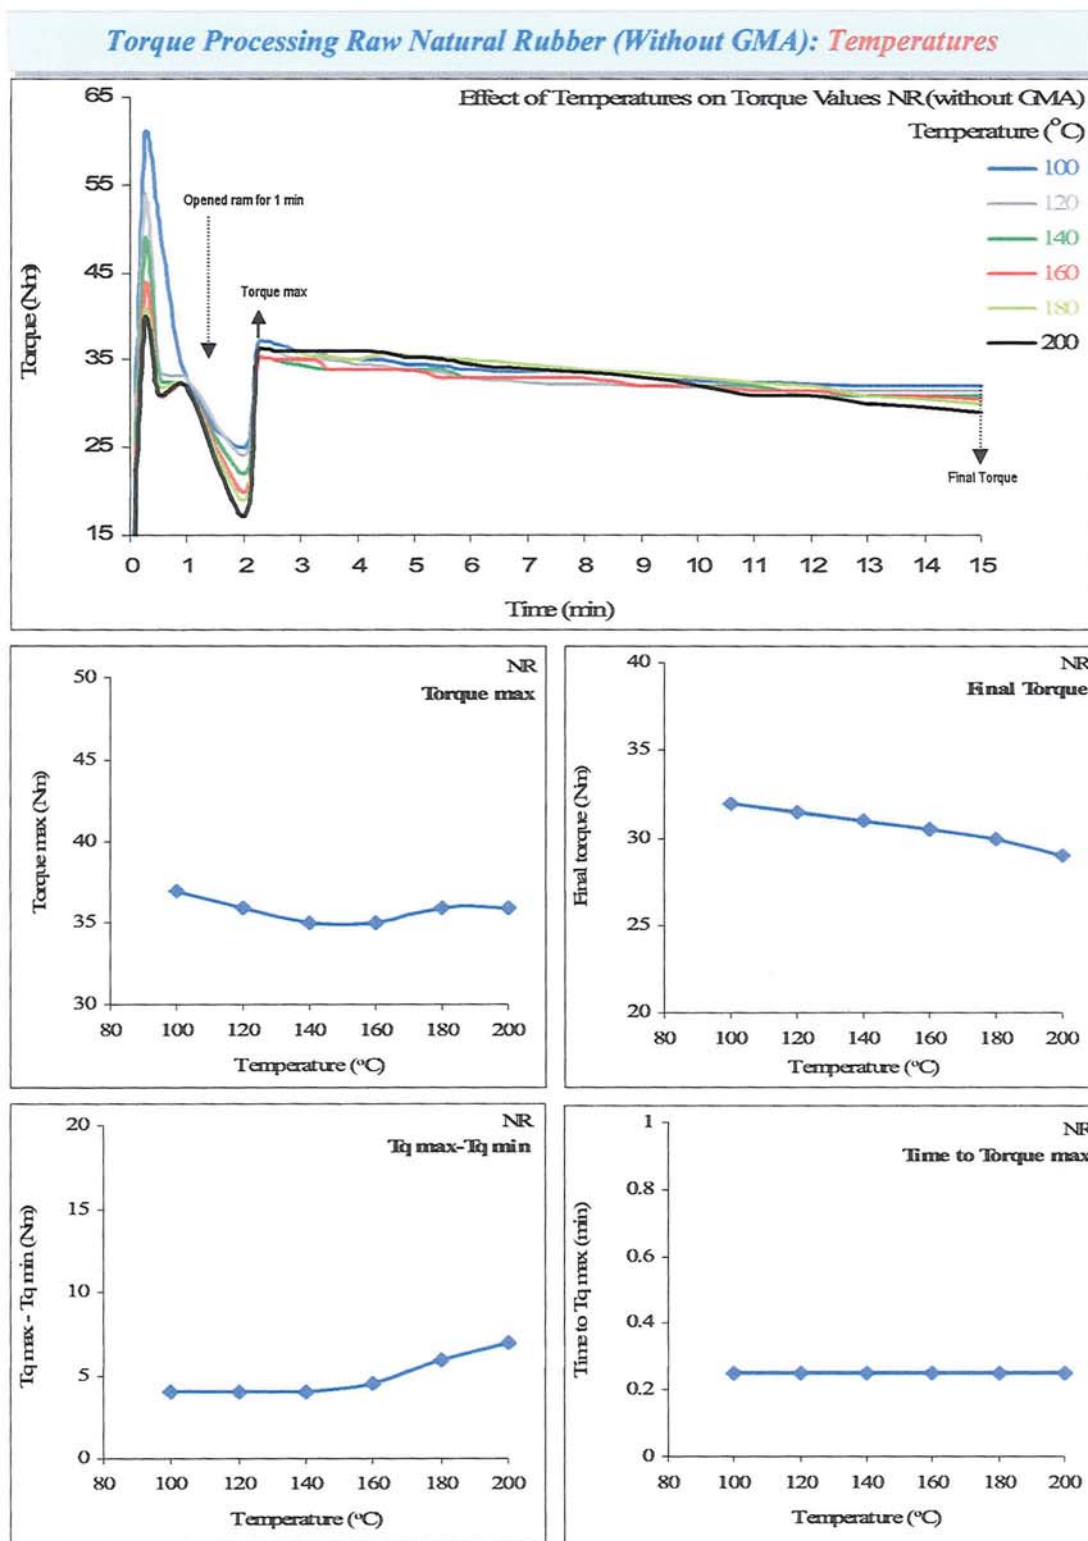 Torque Processing Raw Natural Rubber (Without GMA): Temperatures
Effect of Temperatures on Torque Values NR (without GMA)
Temperature (°C)
100
120
140
160
180
200
Opened ram for 1 min
Torque max
Final Torque
Torque (Nm)
65
55
45
35
25
15
0 1 2 3 4 5 6 7 8 9 10 11 12 13 14 15
Time (min)
NR
Torque max
Torque max (Nm)
50
45
40
35
30
80 100 120 140 160 180 200
Temperature (°C)
NR
Final Torque
Final torque (Nm)
40
35
30
25
20
80 100 120 140 160 180 200
Temperature (°C)
NR
Tq max-Tq min
Tq max - Tq min (Nm)
20
15
10
5
0
80 100 120 140 160 180 200
Temperature (°C)
NR
Time to Torque max
Time to Tq max (min)
1
0.8
0.6
0.4
0.2
0
80 100 120 140 160 180 200
Temperature (°C)